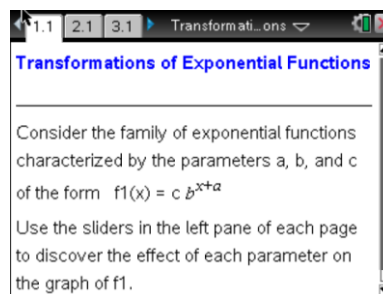 1.1 2.1 3.1 Transformati...ons
Transformations of Exponential Functions
Consider the family of exponential functions
characterized by the parameters a, b, and c
of the form f1(x) = c b^{x+a}
Use the sliders in the left pane of each page
to discover the effect of each parameter on
the graph of f1.